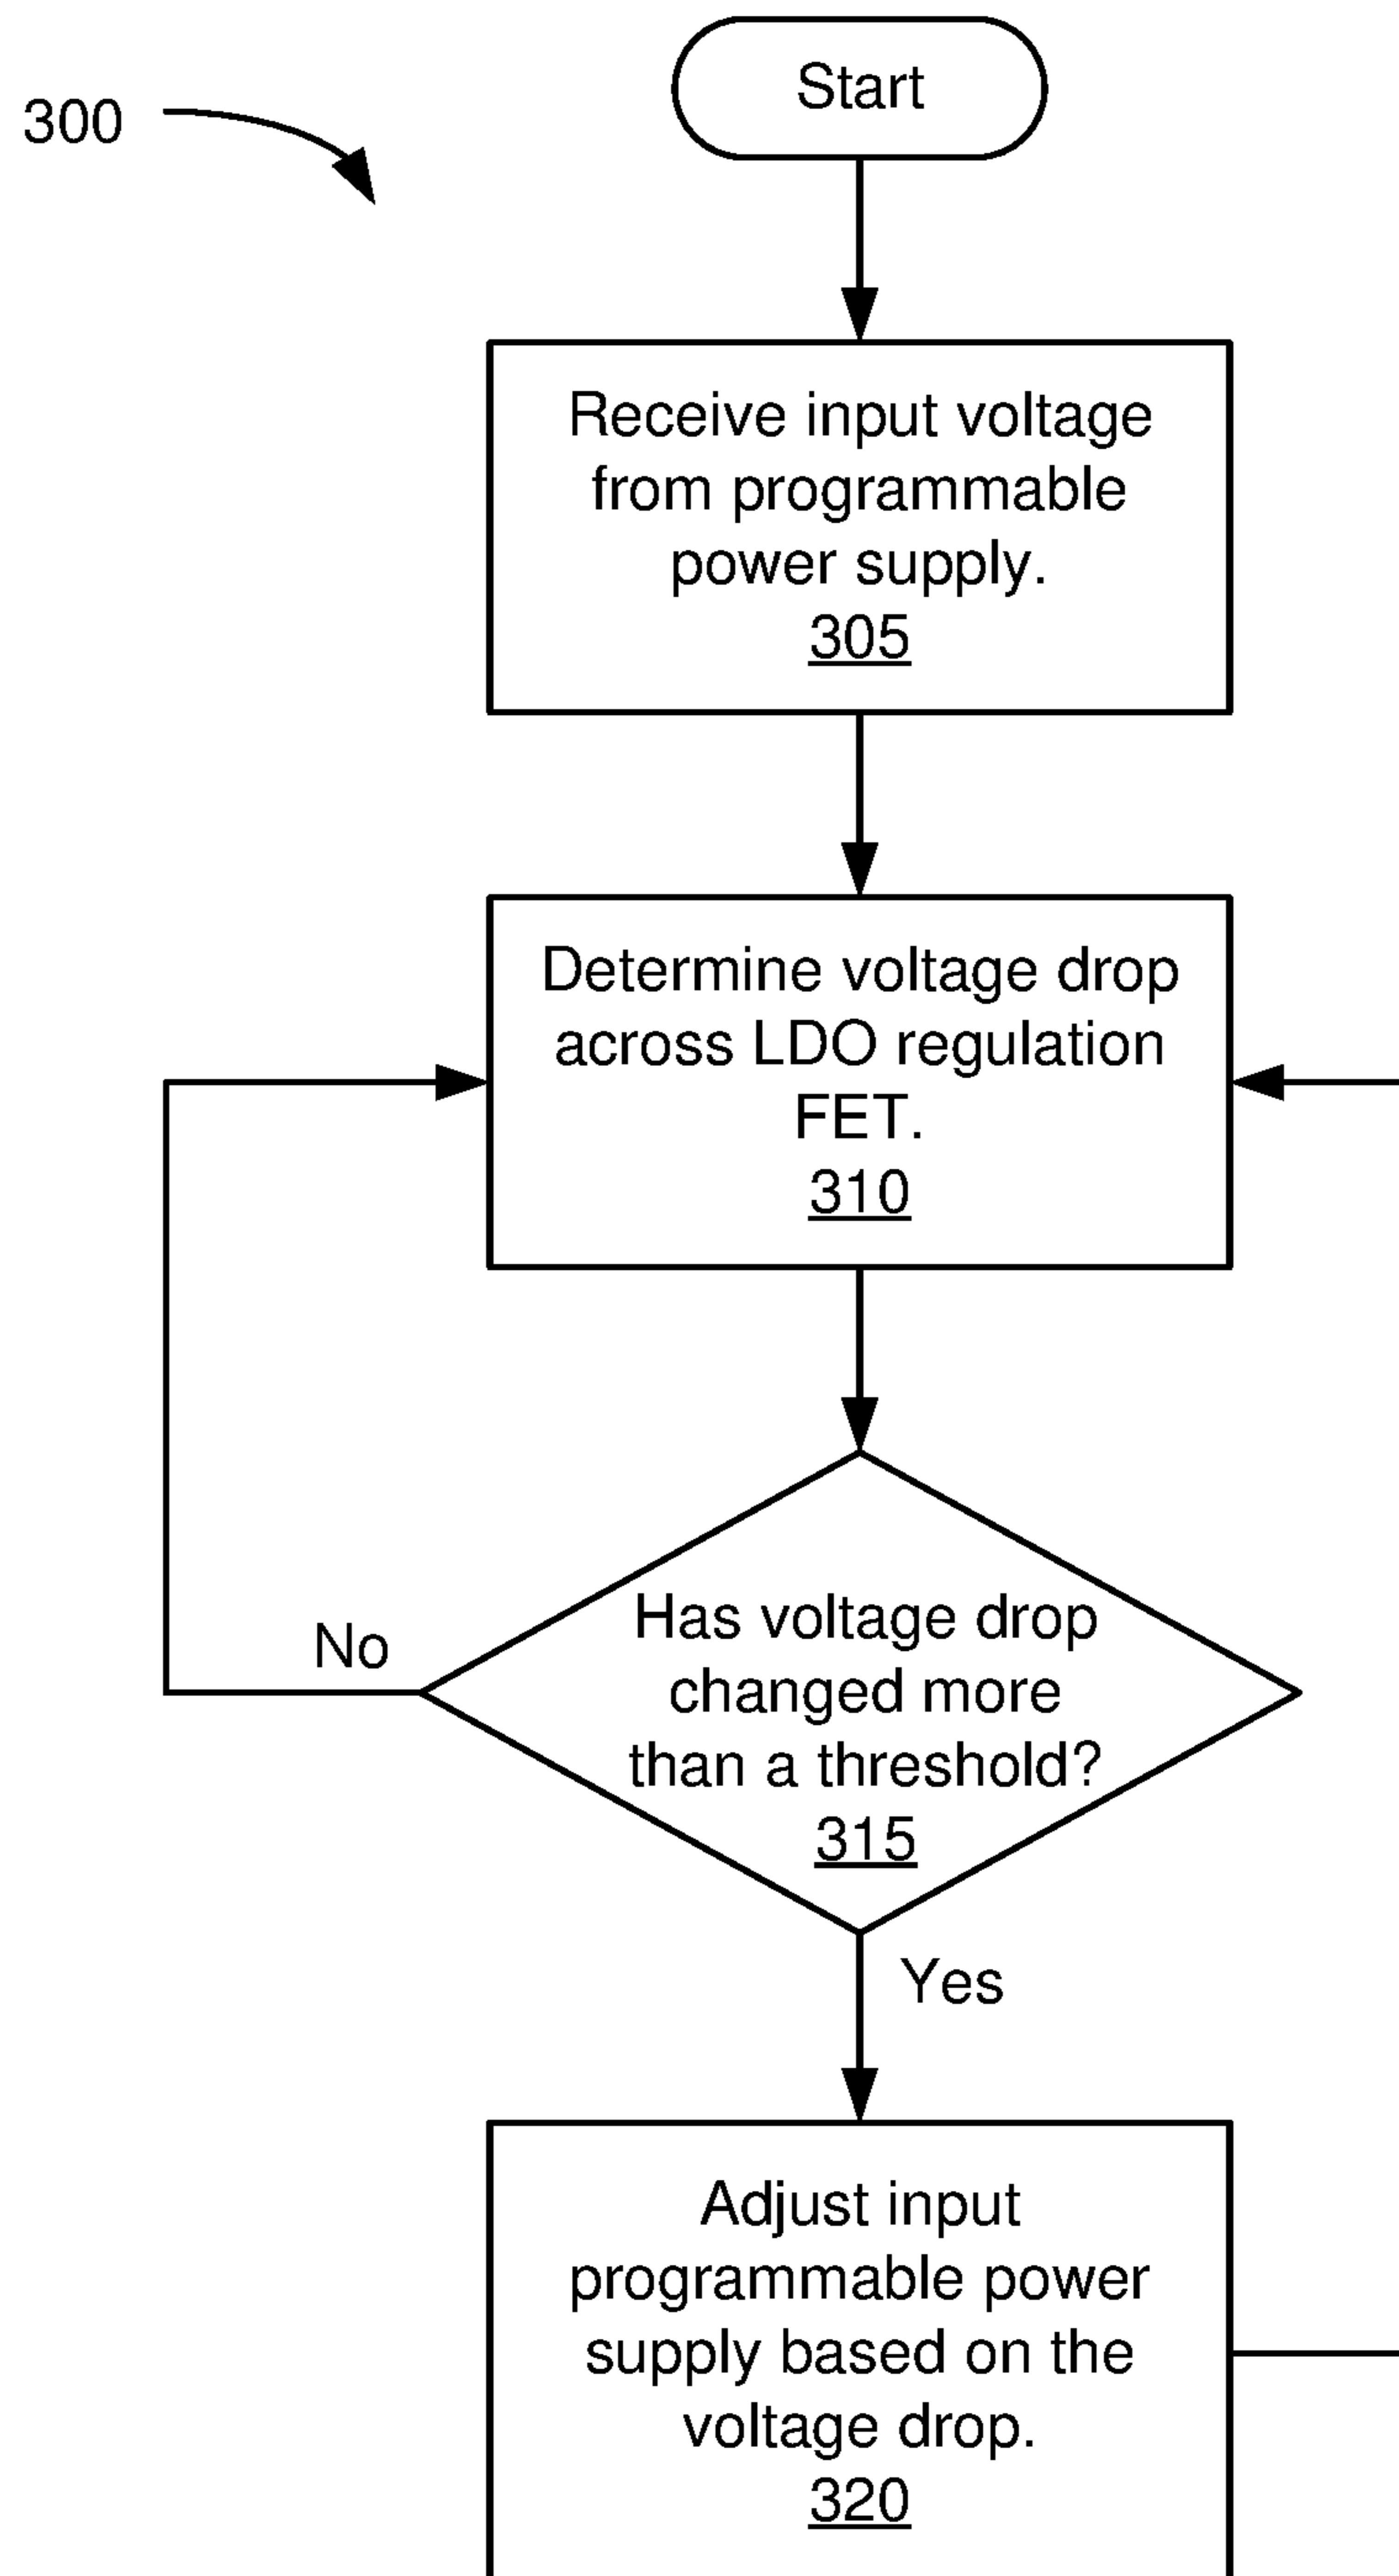 Start
300
Receive input voltage
from programmable
power supply.
305
Determine voltage drop
across LDO regulation
FET.
310
Has voltage drop
changed more
than a threshold?
315
No
Yes
Adjust input
programmable power
supply based on the
voltage drop.
320